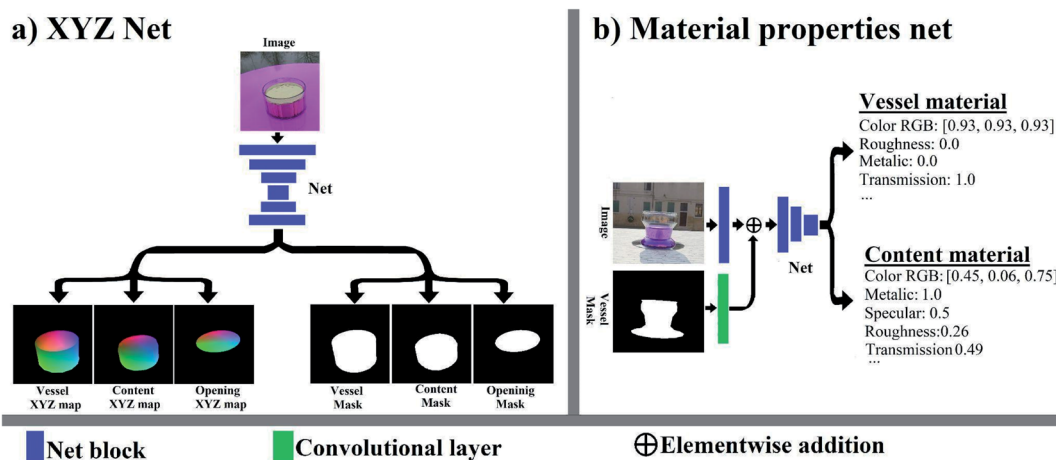 a) XYZ Net
Image
Net
Vessel
XYZ map
Content
XYZ map
Opening
XYZ map
Vessel
Mask
Content
Mask
Openinig
Mask
b) Material properties net
Image
Vessel
Mask
Net
Vessel material
Color RGB: [0.93, 0.93, 0.93]
Roughness: 0.0
Metalic: 0.0
Transmission: 1.0
...
Content material
Color RGB: [0.45, 0.06, 0.75]
Metalic: 1.0
Specular: 0.5
Roughness:0.26
Transmission 0.49
...
Net block
Convolutional layer
Elementwise addition